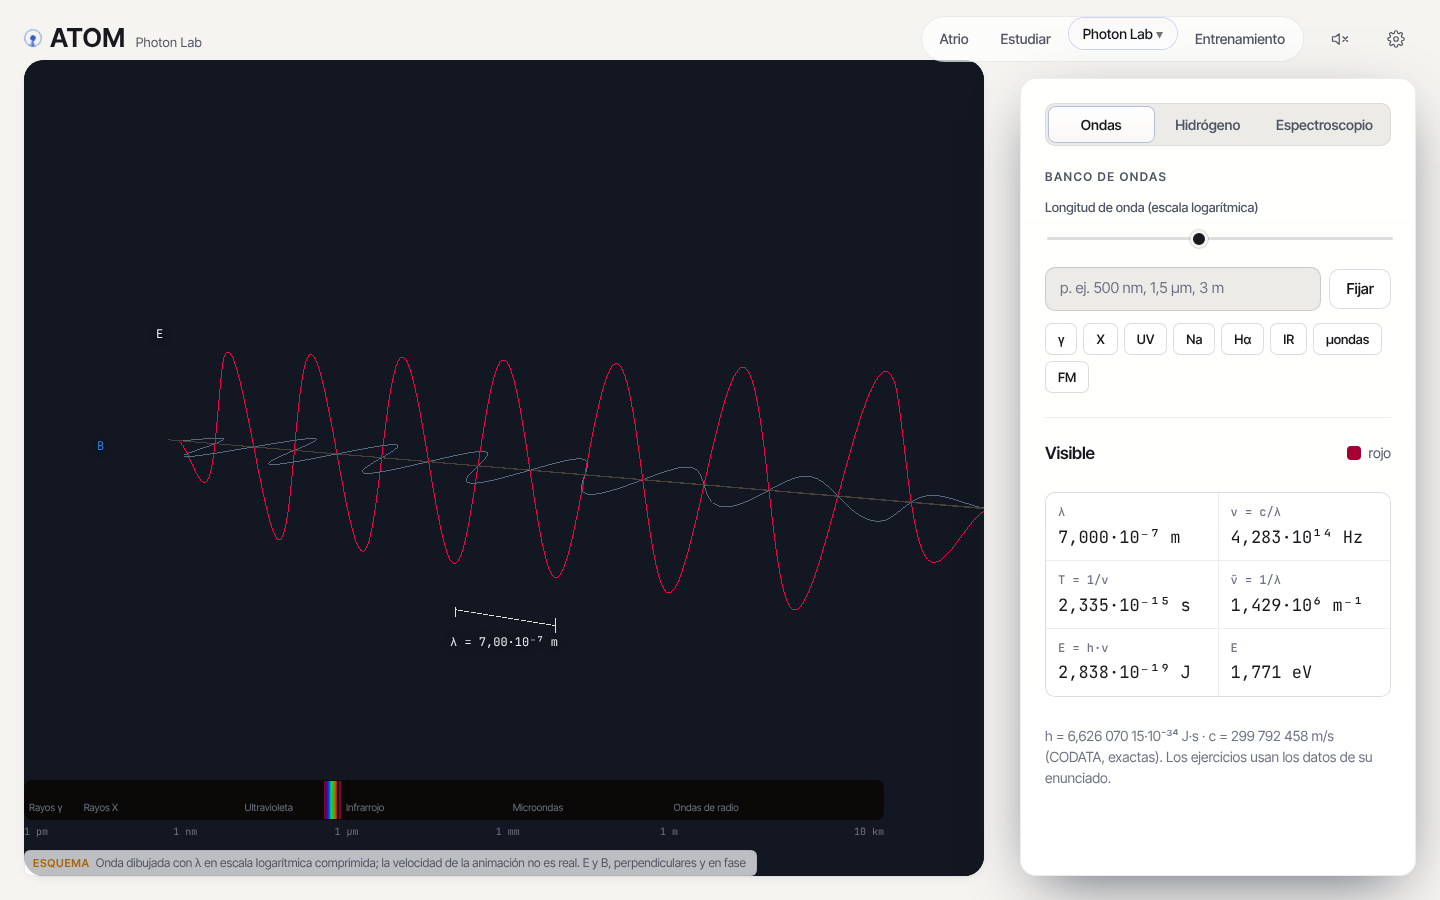 ATOM Photon Lab
Atrio Estudiar Photon Lab ▾ Entrenamiento
E
B
λ = 7,00·10⁻⁷ m
Rayos γ Rayos X Ultravioleta Infrarrojo Microondas Ondas de radio
1 pm 1 nm 1 µm 1 mm 1 m 10 km
ESQUEMA Onda dibujada con λ en escala logarítmica comprimida; la velocidad de la animación no es real. E y B, perpendiculares y en fase
Ondas Hidrógeno Espectroscopio
BANCO DE ONDAS
Longitud de onda (escala logarítmica)
p. ej. 500 nm, 1,5 µm, 3 m Fijar
γ X UV Na Hα IR µondas
FM
Visible rojo
λ ν = c/λ
7,000·10⁻⁷ m 4,283·10¹⁴ Hz
T = 1/ν ṽ = 1/λ
2,335·10⁻¹⁵ s 1,429·10⁶ m⁻¹
E = h·ν E
2,838·10⁻¹⁹ J 1,771 eV
h = 6,626 070 15·10⁻³⁴ J·s · c = 299 792 458 m/s
(CODATA, exactas). Los ejercicios usan los datos de su
enunciado.